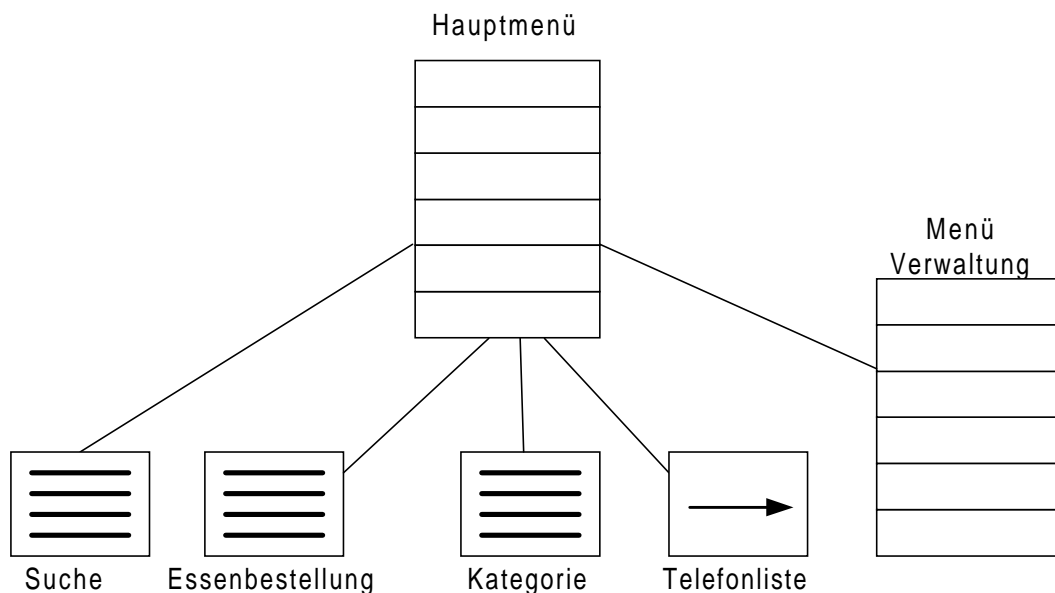 Hauptmenü
Menü
Verwaltung
Suche
Essenbestellung
Kategorie
Telefonliste